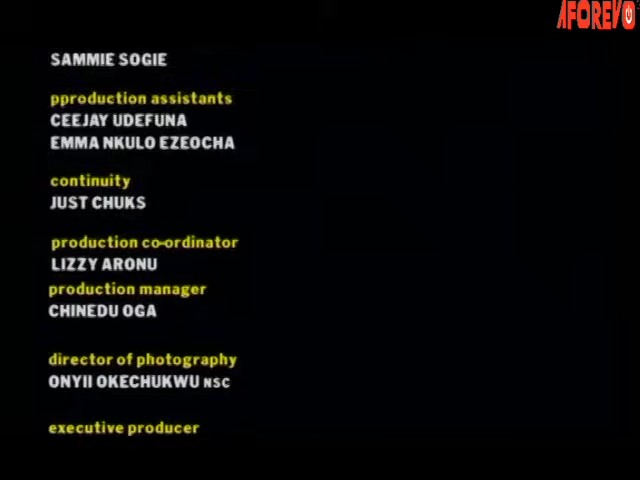 AFOREVO
SAMMIE SOGIE
pproduction assistants
CEEJAY UDEFUNA
EMMA NKULO EZEOCHA
continuity
JUST CHUKS
production co-ordinator
LIZZY ARONU
production manager
CHINEDU OGA
director of photography
ONYII OKECHUKWU NSC
executive producer